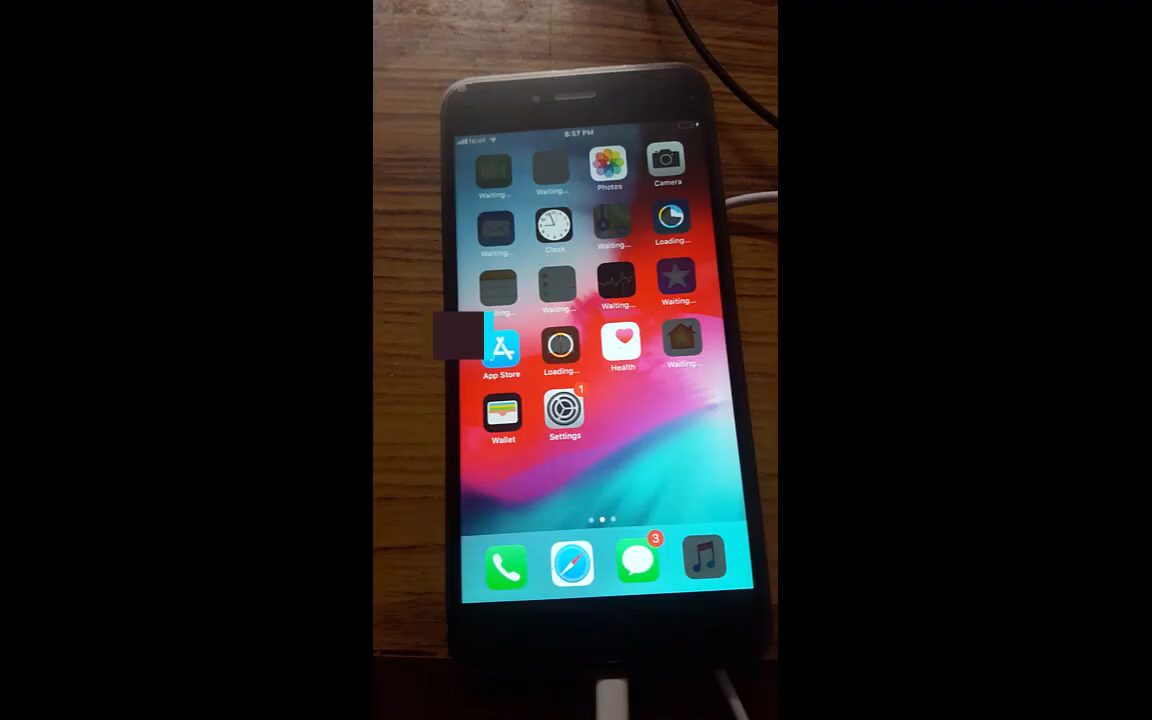 6:57 PM
Waiting...
Waiting...
Photos
Camera
Waiting...
Clock
Waiting...
Loading...
Waiting...
Waiting...
Waiting...
App Store
Loading...
Health
Waiting...
1
Wallet
Settings
3